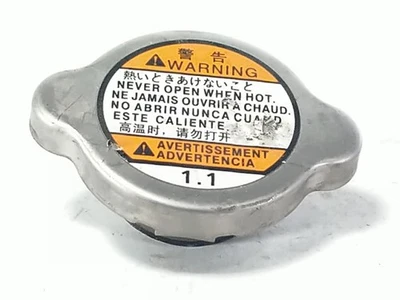 警告
WARNING
熱いときあけないこと
NEVER OPEN WHEN HOT.
NE JAMAIS OUVRIR À CHAUD.
NO ABRIR NUNCA CUANDO
ESTE CALIENTE.
高温时，请勿打开
AVERTISSEMENT
ADVERTENCIA
1.1